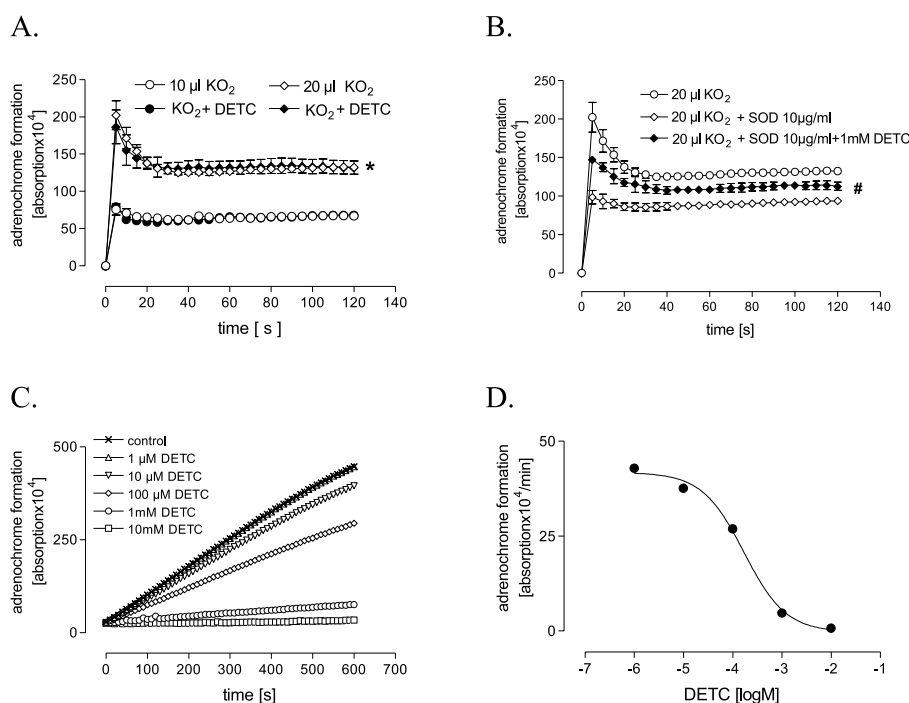 A.
adrenochrome formation
[absorptionx10⁴]
250
200
150
100
50
0
10 µl KO₂
20 µl KO₂
KO₂+ DETC
KO₂+ DETC
*
0 20 40 60 80 100 120 140
time [ s ]
B.
adrenochrome formation
[absorptionx10⁴]
250
200
150
100
50
0
20 µl KO₂
20 µl KO₂ + SOD 10µg/ml
20 µl KO₂ + SOD 10µg/ml+1mM DETC
#
0 20 40 60 80 100 120 140
time [s]
C.
adrenochrome formation
[absorptionx10⁴]
500
250
0
control
1 µM DETC
10 µM DETC
100 µM DETC
1mM DETC
10mM DETC
0 100 200 300 400 500 600 700
time [s]
D.
adrenochrome formation
[absorptionx10⁴/min]
50
25
0
-7 -6 -5 -4 -3 -2 -1
DETC [logM]